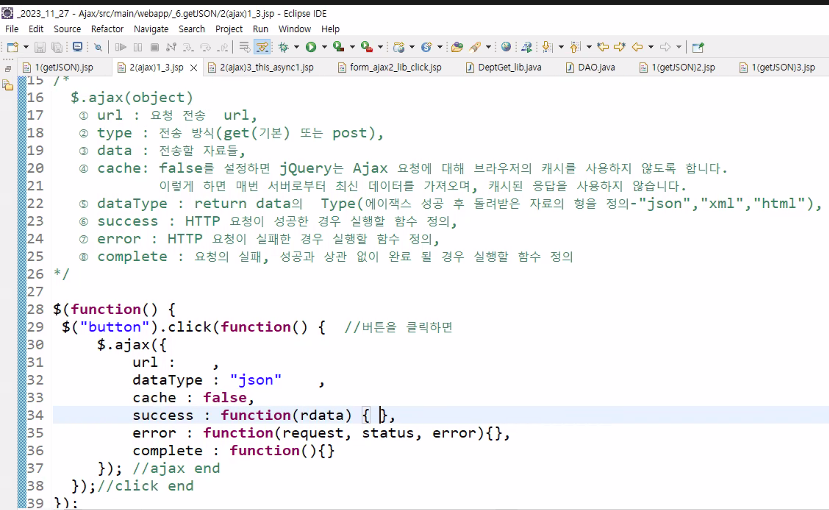 _2023_11_27 - Ajax/src/main/webapp/_6.getJSON/2(ajax)1_3.jsp - Eclipse IDE
File Edit Source Refactor Navigate Search Project Run Window Help
1(getJSON).jsp 2(ajax)1_3.jsp 2(ajax)3_this_async1.jsp form_ajax2_lib_click.jsp DeptGet_lib.java DAO.java 1(getJSON)2.jsp 1(getJSON)3.jsp
15 /*
16 $.ajax(object)
17 ① url : 요청 전송 url,
18 ② type : 전송 방식(get(기본) 또는 post),
19 ③ data : 전송할 자료들,
20 ④ cache: false를 설정하면 jQuery는 Ajax 요청에 대해 브라우저의 캐시를 사용하지 않도록 합니다.
21 이렇게 하면 매번 서버로부터 최신 데이터를 가져오며, 캐시된 응답을 사용하지 않습니다.
22 ⑤ dataType : return data의 Type(에이잭스 성공 후 돌려받은 자료의 형을 정의-"json","xml","html"),
23 ⑥ success : HTTP 요청이 성공한 경우 실행할 함수 정의,
24 ⑦ error : HTTP 요청이 실패한 경우 실행할 함수 정의,
25 ⑧ complete : 요청의 실패, 성공과 상관 없이 완료 될 경우 실행할 함수 정의
26 */
27
28 $(function() {
29 $("button").click(function() { //버튼을 클릭하면
30 $.ajax({
31 url : ,
32 dataType : "json" ,
33 cache : false,
34 success : function(rdata) { },
35 error : function(request, status, error){},
36 complete : function(){}
37 }); //ajax end
38 });//click end
39 });